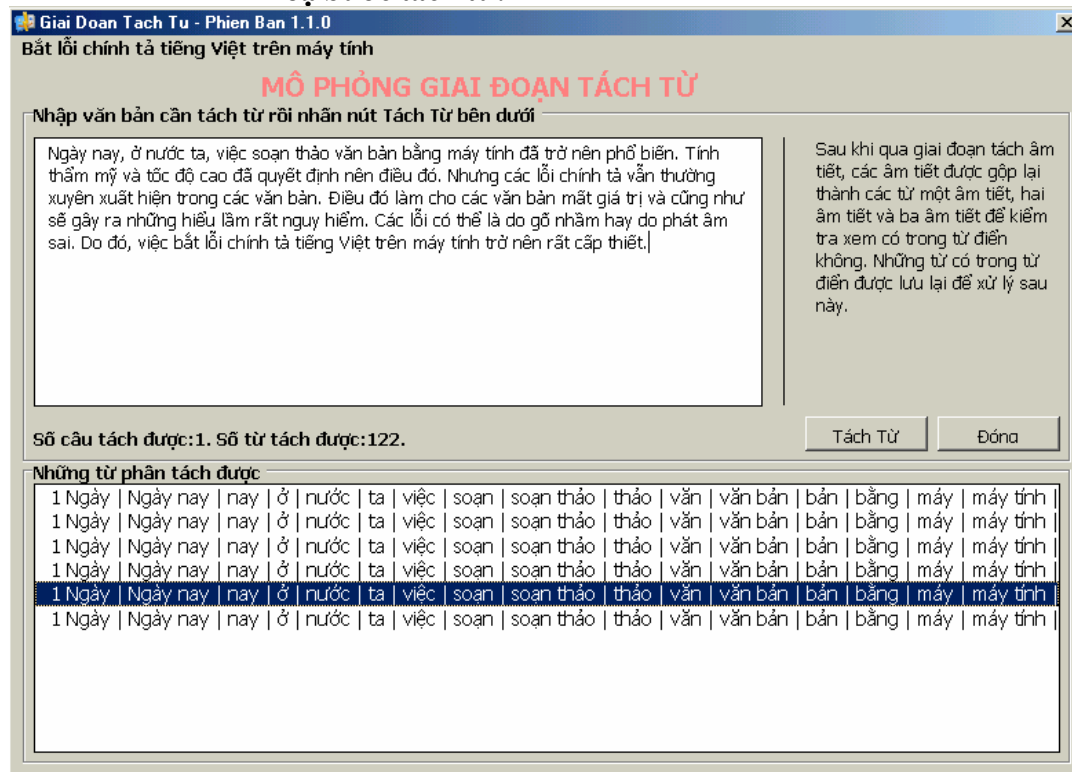 Giai Doan Tach Tu - Phien Ban 1.1.0
Bắt lỗi chính tả tiếng Việt trên máy tính
MÔ PHỎNG GIAI ĐOẠN TÁCH TỪ
Nhập văn bản cần tách từ rồi nhấn nút Tách Từ bên dưới
Ngày nay, ở nước ta, việc soạn thảo văn bản bằng máy tính đã trở nên phổ biến. Tính
thẩm mỹ và tốc độ cao đã quyết định nên điều đó. Nhưng các lỗi chính tả vẫn thường
xuyên xuất hiện trong các văn bản. Điều đó làm cho các văn bản mất giá trị và cũng như
sẽ gây ra những hiểu lầm rất nguy hiểm. Các lỗi có thể là do gõ nhầm hay do phát âm
sai. Do đó, việc bắt lỗi chính tả tiếng Việt trên máy tính trở nên rất cấp thiết.
Sau khi qua giai đoạn tách âm
tiết, các âm tiết được gộp lại
thành các từ một âm tiết, hai
âm tiết và ba âm tiết để kiểm
tra xem có trong từ điển
không. Những từ có trong từ
điển được lưu lại để xử lý sau
này.
Số câu tách được:1. Số từ tách được:122.
Tách Từ
Đóng
Những từ phân tách được
1 Ngày | Ngày nay | nay | ở | nước | ta | việc | soạn | soạn thảo | thảo | văn | văn bản | bản | bằng | máy | máy tính |
1 Ngày | Ngày nay | nay | ở | nước | ta | việc | soạn | soạn thảo | thảo | văn | văn bản | bản | bằng | máy | máy tính |
1 Ngày | Ngày nay | nay | ở | nước | ta | việc | soạn | soạn thảo | thảo | văn | văn bản | bản | bằng | máy | máy tính |
1 Ngày | Ngày nay | nay | ở | nước | ta | việc | soạn | soạn thảo | thảo | văn | văn bản | bản | bằng | máy | máy tính |
1 Ngày | Ngày nay | nay | ở | nước | ta | việc | soạn | soạn thảo | thảo | văn | văn bản | bản | bằng | máy | máy tính |
1 Ngày | Ngày nay | nay | ở | nước | ta | việc | soạn | soạn thảo | thảo | văn | văn bản | bản | bằng | máy | máy tính |